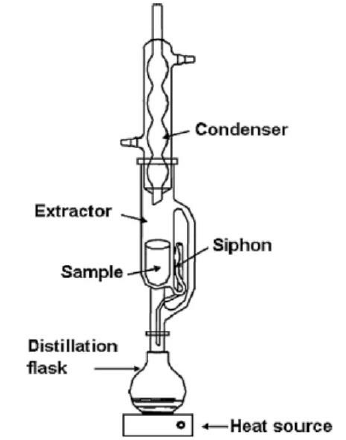 Condenser
Extractor
Siphon
Sample
Distillation
flask
Heat source